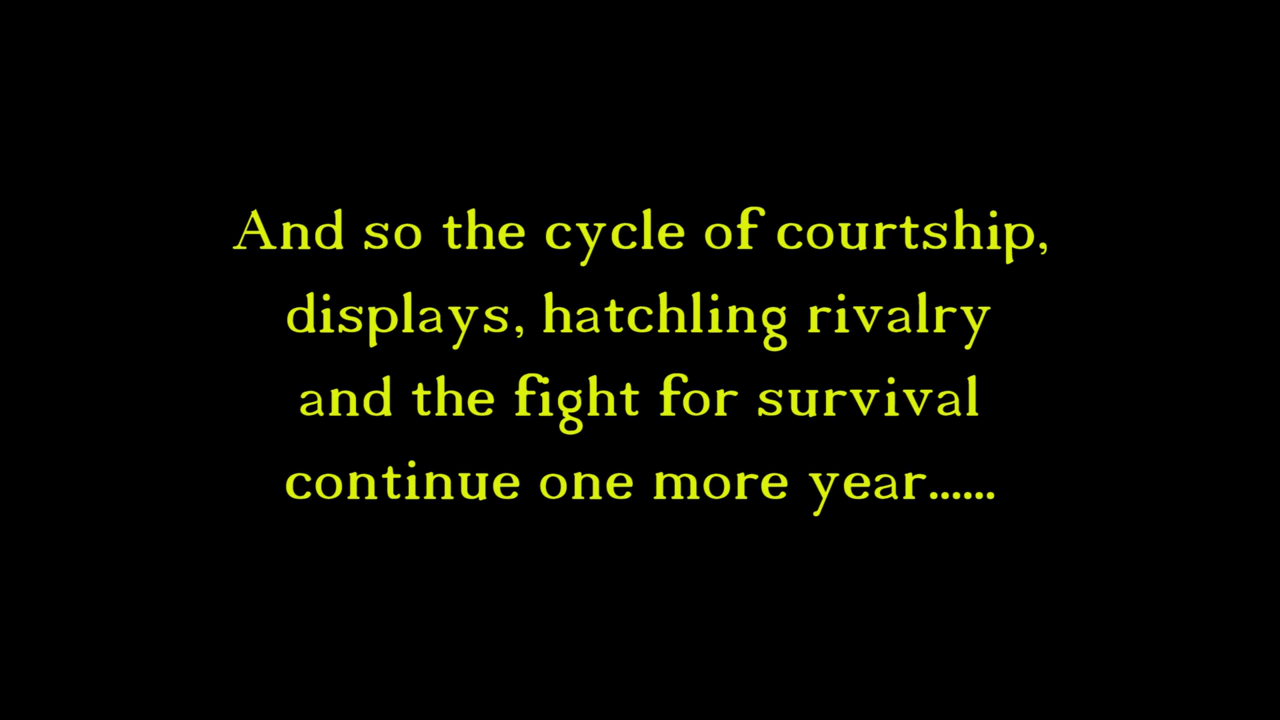 And so the cycle of courtship,
displays, hatchling rivalry
and the fight for survival
continue one more year......